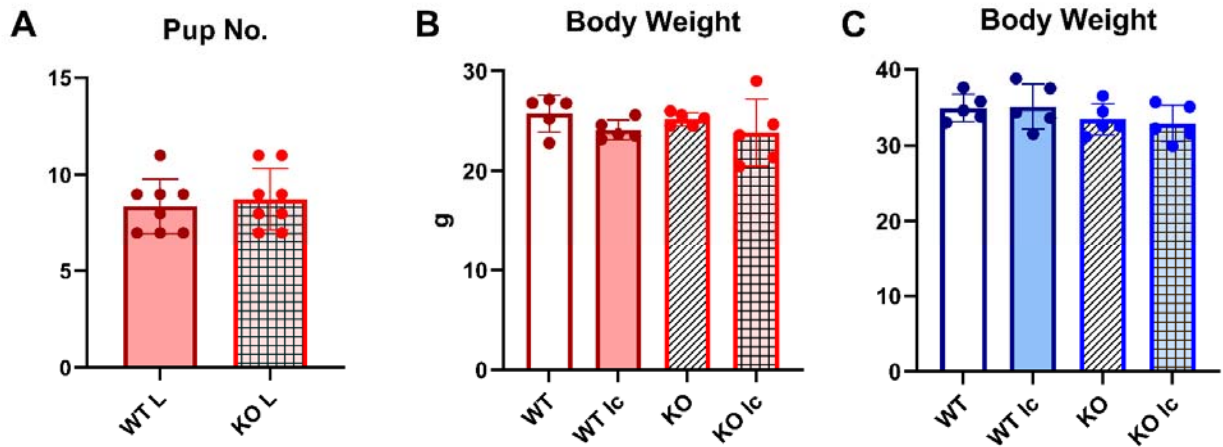 A
Pup No.
15
10
5
0
WT L
KO L
B
Body Weight
g
30
20
10
0
WT
WT lc
KO
KO lc
C
Body Weight
40
30
20
10
0
WT
WT lc
KO
KO lc